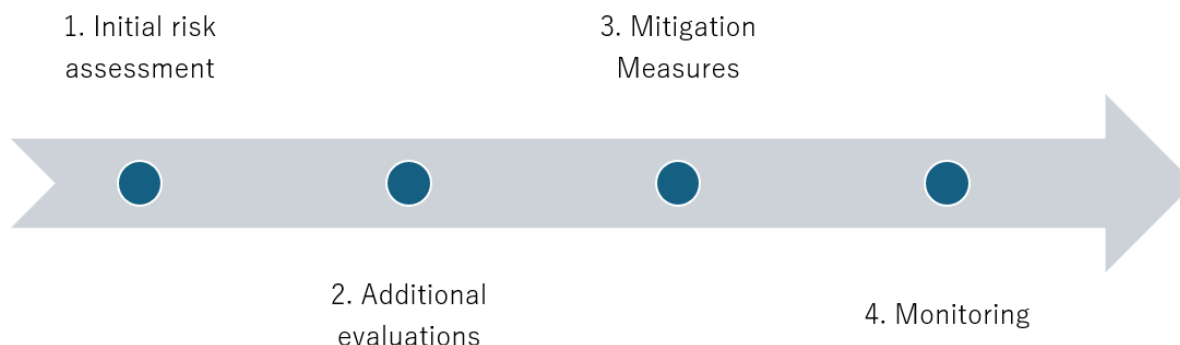 1. Initial risk
assessment
2. Additional
evaluations
3. Mitigation
Measures
4. Monitoring